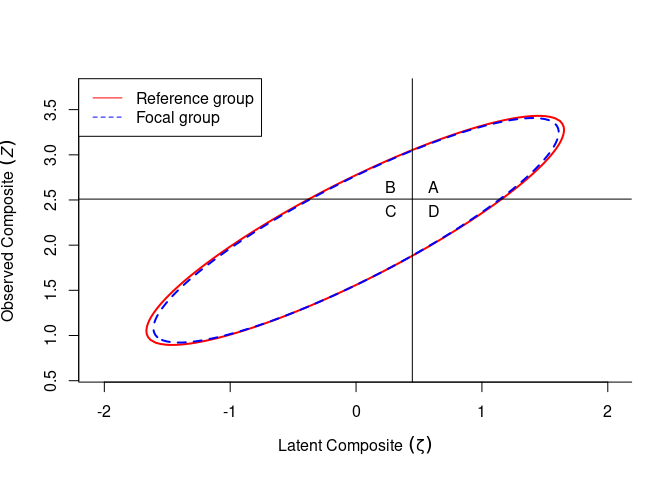 Reference group
Focal group
3.5
3.0
2.5
2.0
1.5
1.0
0.5
Observed Composite (Z)
B A
C D
-2 -1 0 1 2
Latent Composite (ζ)